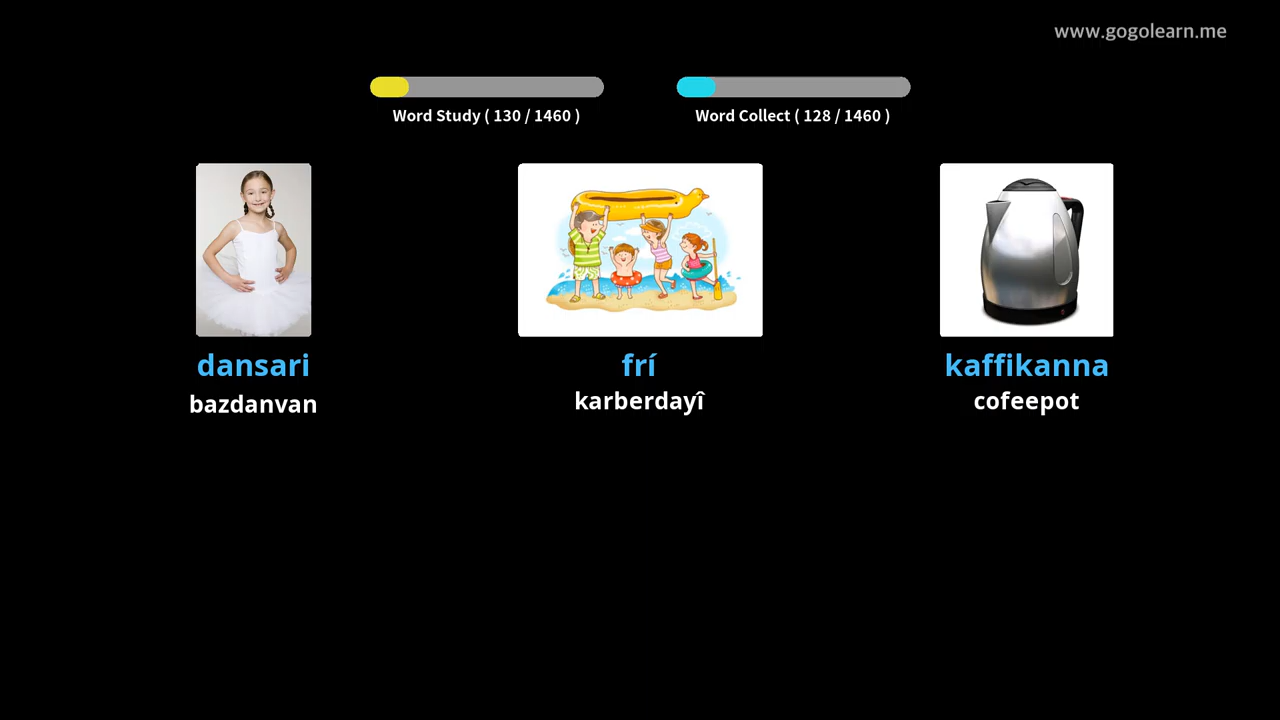 www.gogolearn.me
Word Study ( 130 / 1460 )
Word Collect ( 128 / 1460 )
dansari
frí
kaffikanna
bazdanvan
karberdayî
cofeepot